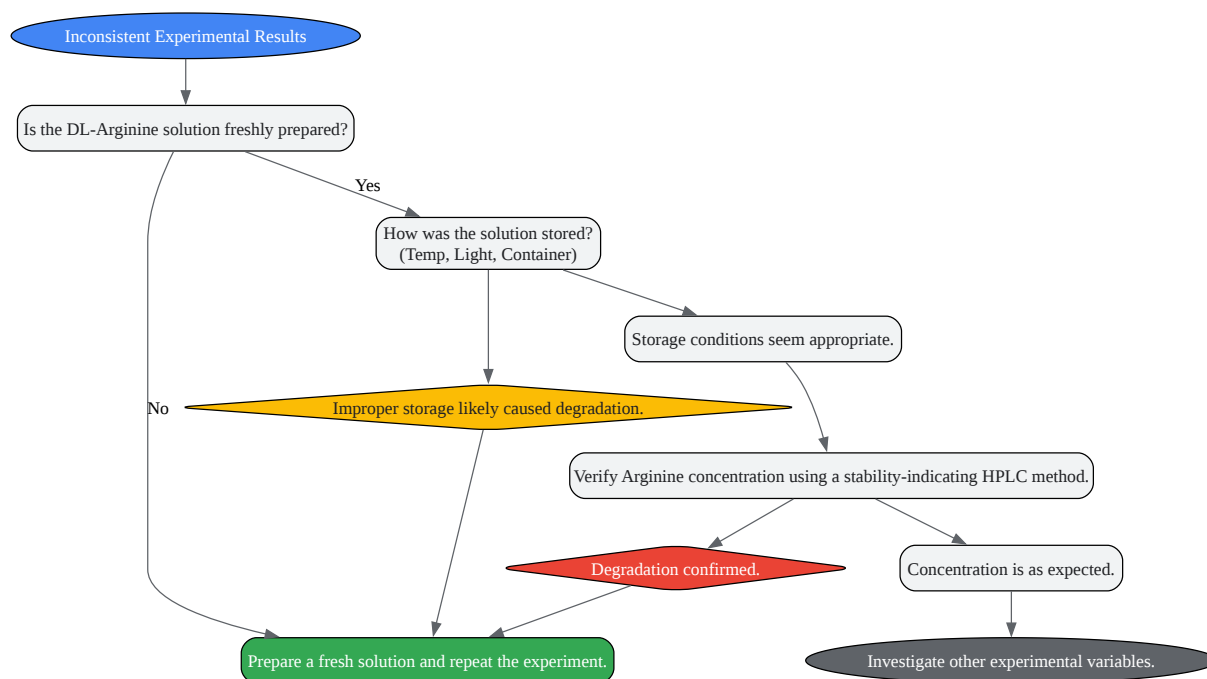 Inconsistent Experimental Results
Is the DL-Arginine solution freshly prepared?
Yes
How was the solution stored?
(Temp, Light, Container)
Storage conditions seem appropriate.
No
Improper storage likely caused degradation.
Verify Arginine concentration using a stability-indicating HPLC method.
Degradation confirmed.
Concentration is as expected.
Prepare a fresh solution and repeat the experiment.
Investigate other experimental variables.